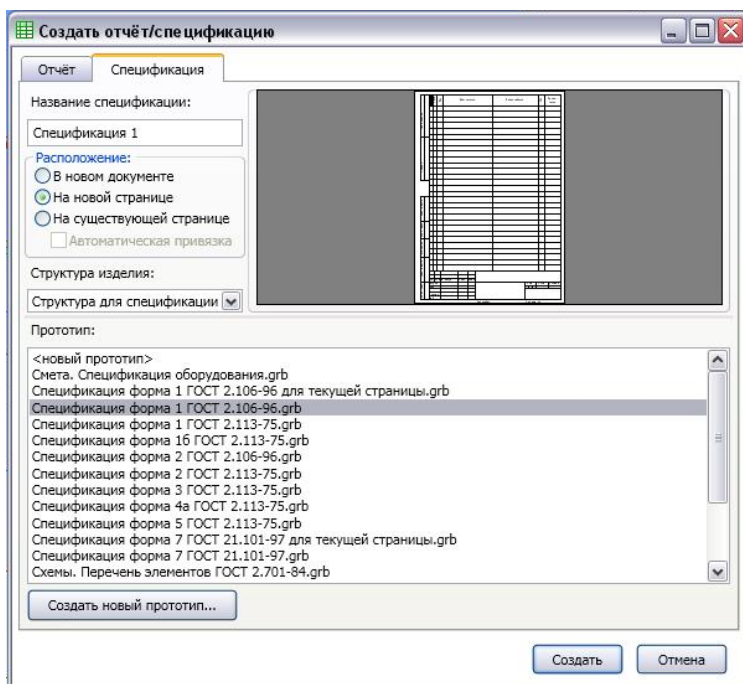 Создать отчёт/спецификацию
Отчёт
Спецификация
Название спецификации:
Спецификация 1
Расположение:
В новом документе
На новой странице
На существующей странице
Автоматическая привязка
Структура изделия:
Структура для спецификации
Прототип:
<новый прототип>
Смета. Спецификация оборудования.grb
Спецификация форма 1 ГОСТ 2.106-96 для текущей страницы.grb
Спецификация форма 1 ГОСТ 2.106-96.grb
Спецификация форма 1 ГОСТ 2.113-75.grb
Спецификация форма 1б ГОСТ 2.113-75.grb
Спецификация форма 2 ГОСТ 2.106-96.grb
Спецификация форма 2 ГОСТ 2.113-75.grb
Спецификация форма 3 ГОСТ 2.113-75.grb
Спецификация форма 4а ГОСТ 2.113-75.grb
Спецификация форма 5 ГОСТ 2.113-75.grb
Спецификация форма 7 ГОСТ 21.101-97 для текущей страницы.grb
Спецификация форма 7 ГОСТ 21.101-97.grb
Схемы. Перечень элементов ГОСТ 2.701-84.grb
Создать новый прототип...
Создать
Отмена